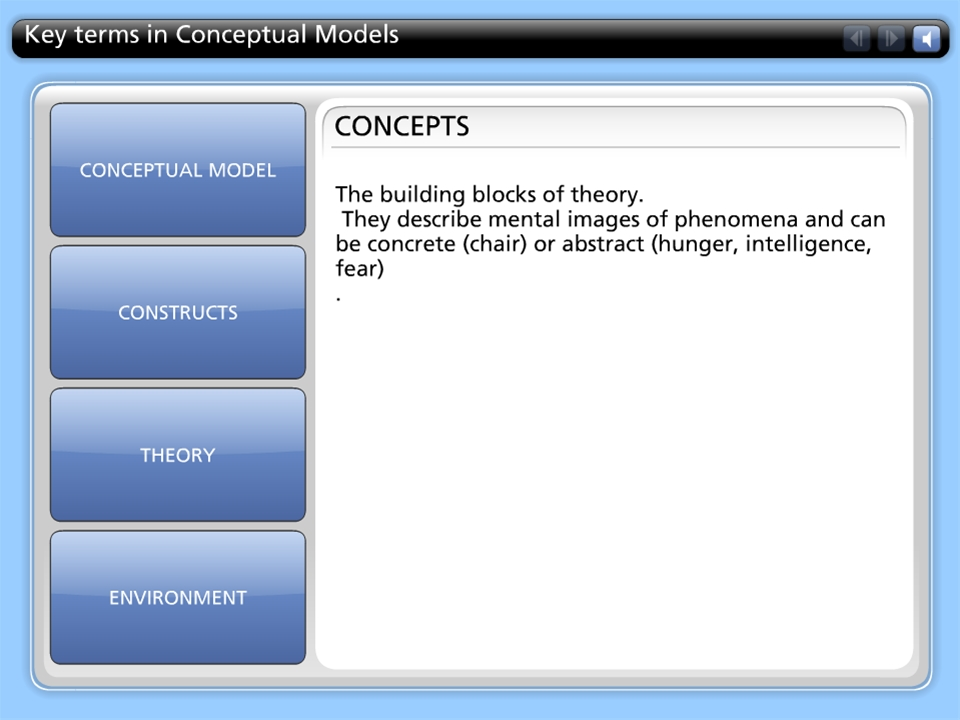 Key terms in Conceptual Models
CONCEPTUAL MODEL
CONSTRUCTS
THEORY
ENVIRONMENT
CONCEPTS
The building blocks of theory.
They describe mental images of phenomena and can
be concrete (chair) or abstract (hunger, intelligence,
fear)
.